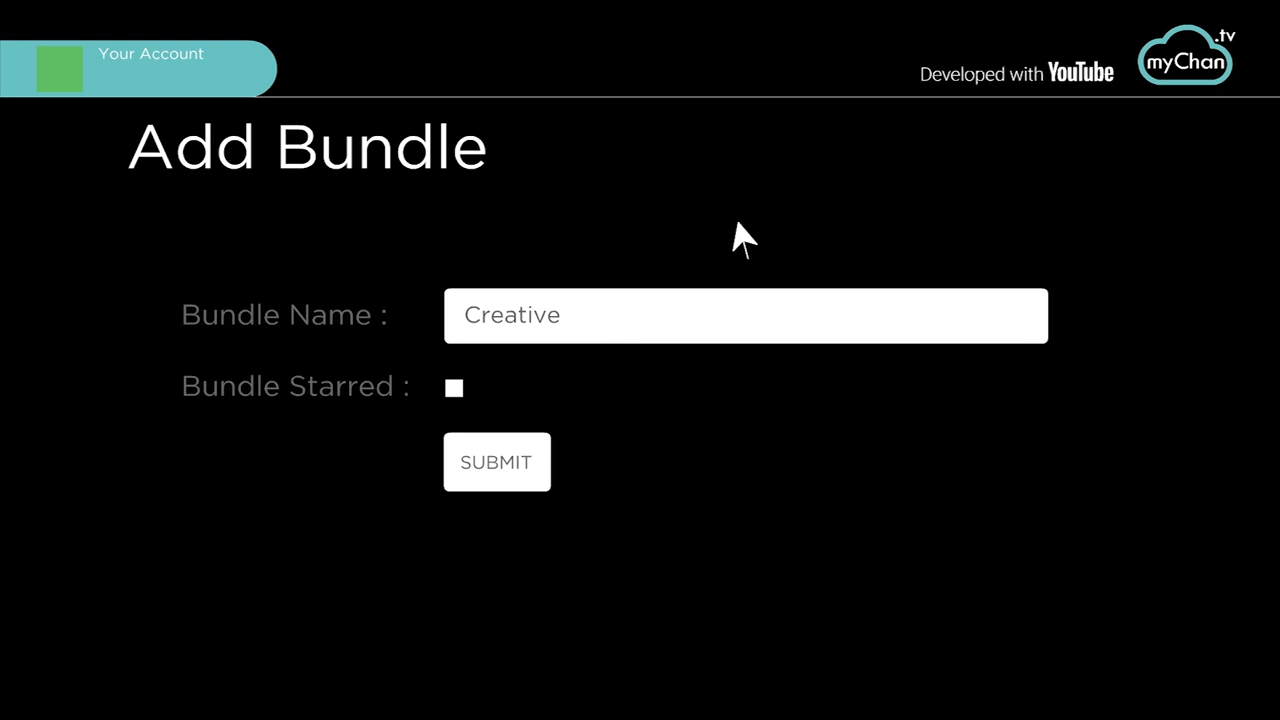 Your Account
Developed with YouTube
myChan.tv
Add Bundle
Bundle Name : Creative
Bundle Starred :
SUBMIT